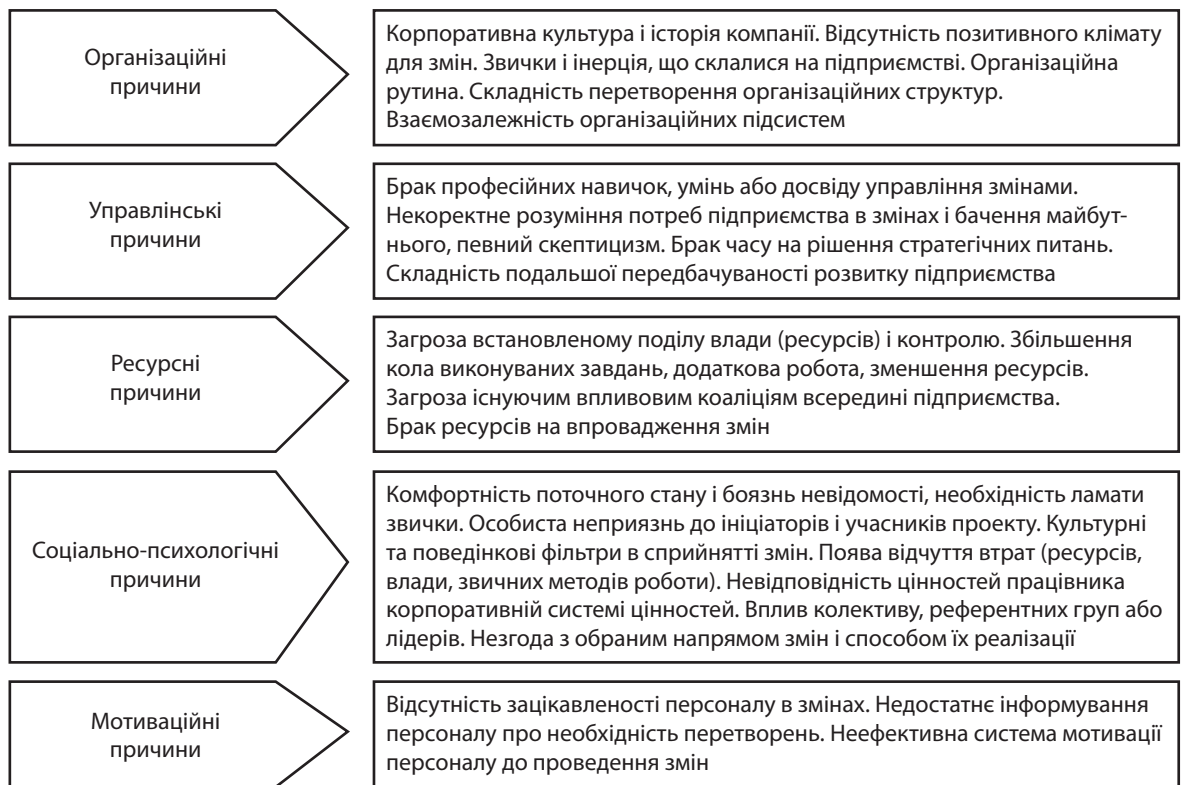 Організаційні
причини
Корпоративна культура і історія компанії. Відсутність позитивного клімату
для змін. Звички і інерція, що склалися на підприємстві. Організаційна
рутина. Складність перетворення організаційних структур.
Взаємозалежність організаційних підсистем
Управлінські
причини
Брак професійних навичок, умінь або досвіду управління змінами.
Некоректне розуміння потреб підприємства в змінах і бачення майбут-
нього, певний скептицизм. Брак часу на рішення стратегічних питань.
Складність подальшої передбачуваності розвитку підприємства
Ресурсні
причини
Загроза встановленому поділу влади (ресурсів) і контролю. Збільшення
кола виконуваних завдань, додаткова робота, зменшення ресурсів.
Загроза існуючим впливовим коаліціям всередині підприємства.
Брак ресурсів на впровадження змін
Соціально-психологічні
причини
Комфортність поточного стану і боязнь невідомості, необхідність ламати
звички. Особиста неприязнь до ініціаторів і учасників проекту. Культурні
та поведінкові фільтри в сприйнятті змін. Поява відчуття втрат (ресурсів,
влади, звичних методів роботи). Невідповідність цінностей працівника
корпоративній системі цінностей. Вплив колективу, референтних груп або
лідерів. Незгода з обраним напрямом змін і способом їх реалізації
Мотиваційні
причини
Відсутність зацікавленості персоналу в змінах. Недостатнє інформування
персоналу про необхідність перетворень. Неефективна система мотивації
персоналу до проведення змін